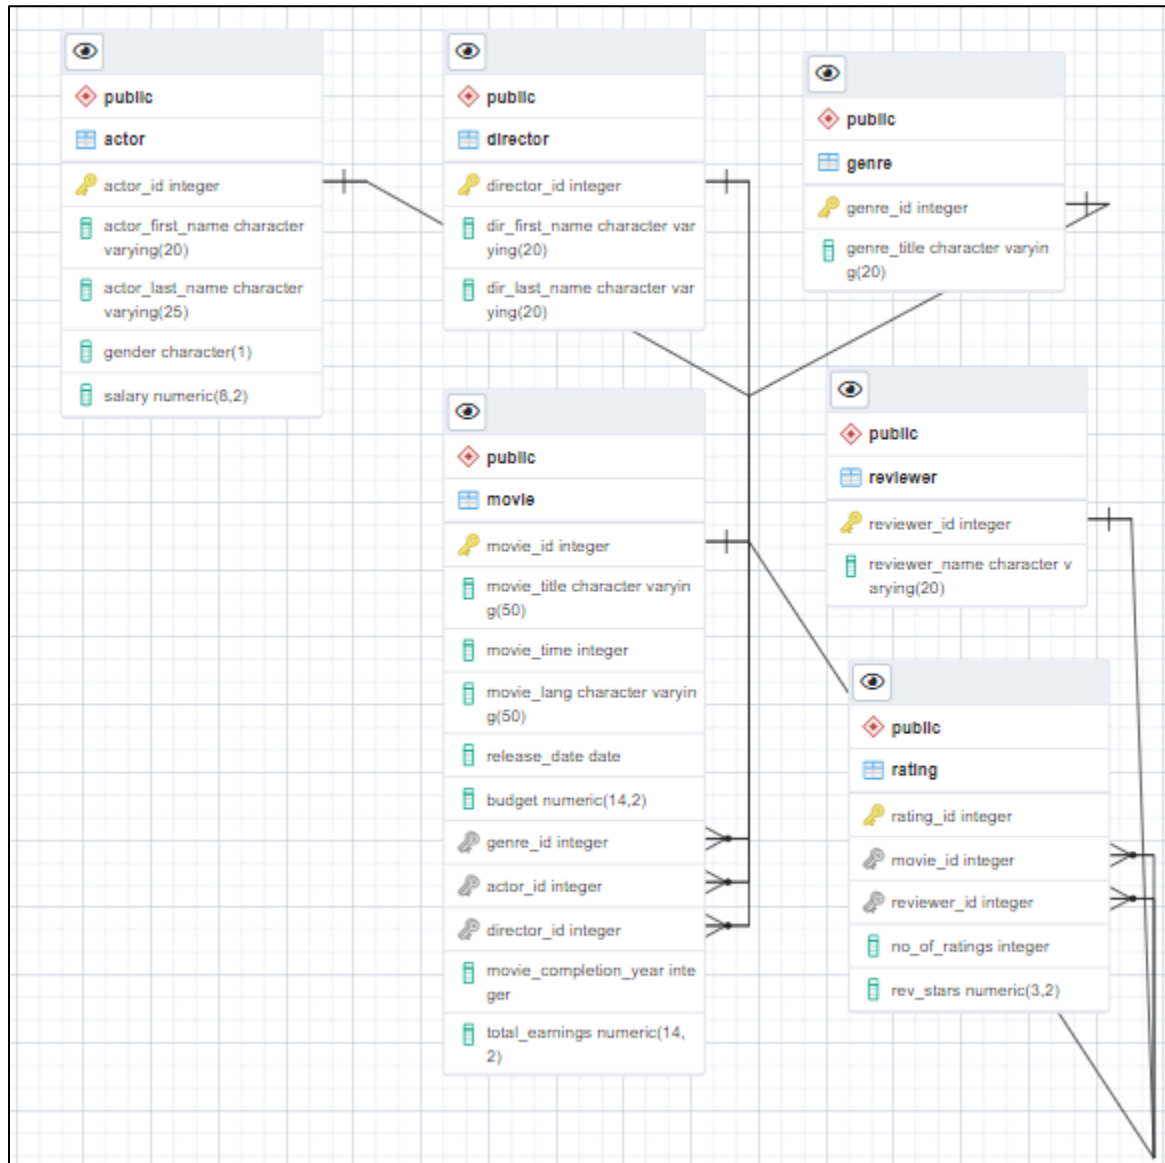 public
actor
actor_id integer
actor_first_name character
varying(20)
actor_last_name character
varying(25)
gender character(1)
salary numeric(8,2)
public
director
director_id integer
dir_first_name character var
ying(20)
dir_last_name character var
ying(20)
public
genre
genre_id integer
genre_title character varyin
g(20)
public
movie
movie_id integer
movie_title character varyin
g(50)
movie_time integer
movie_lang character varyin
g(50)
release_date date
budget numeric(14,2)
genre_id integer
actor_id integer
director_id integer
movie_completion_year inte
ger
total_earnings numeric(14,
2)
public
reviewer
reviewer_id integer
reviewer_name character v
arying(20)
public
rating
rating_id integer
movie_id integer
reviewer_id integer
no_of_ratings integer
rev_stars numeric(3,2)